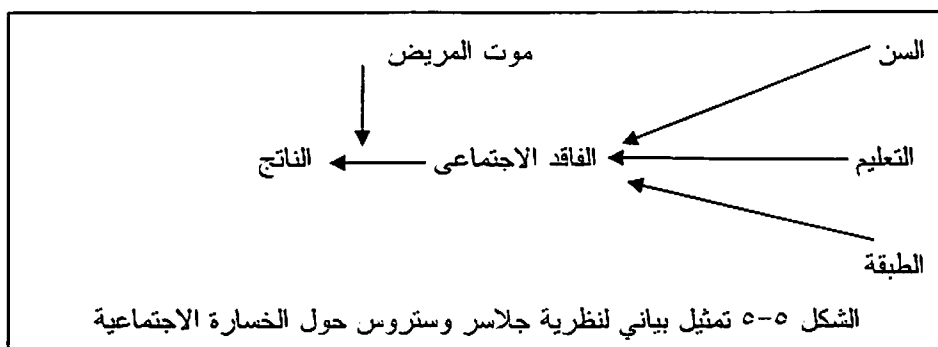 السن
موت المريض
التعليم
الفاقد الاجتماعى
الناتج
الطبقة
الشكل ٥-٥ تمثيل بياني لنظرية جلاسر وستروس حول الخسارة الاجتماعية